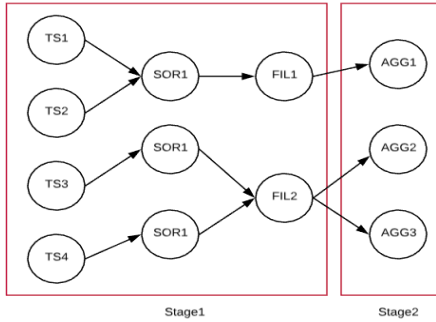 TS1
TS2
TS3
TS4
SOR1
SOR1
SOR1
FIL1
FIL2
AGG1
AGG2
AGG3
Stage1
Stage2